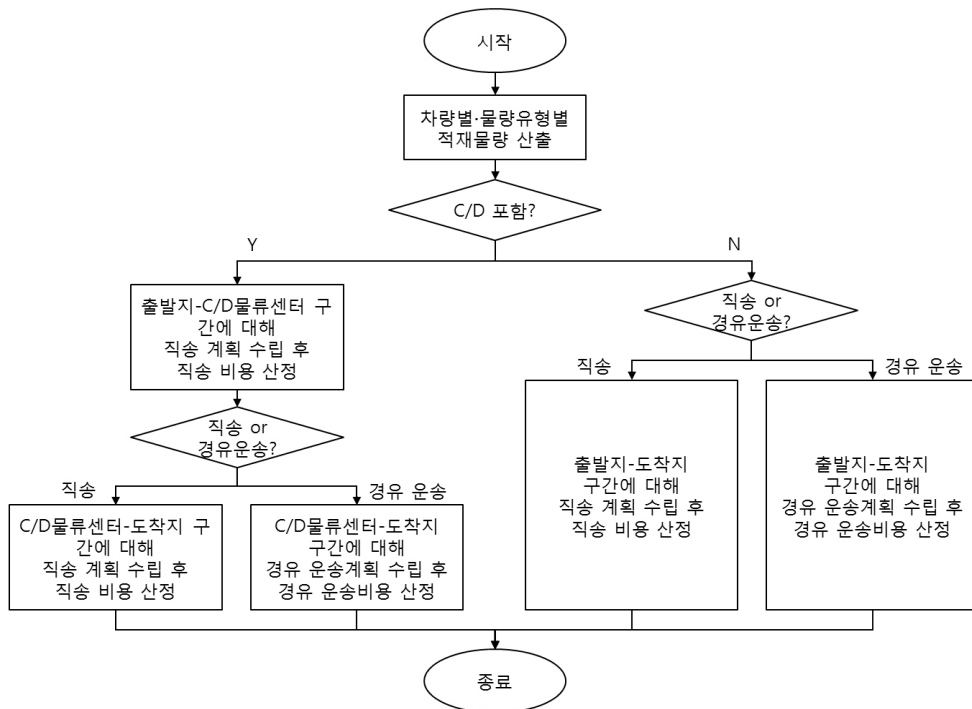 시작
차량별·물량유형별
적재물량 산출
C/D 포함?
Y
N
출발지-C/D물류센터 구
간에 대해
직송 계획 수립 후
직송 비용 산정
직송 or
경유운송?
직송 or
경유운송?
직송
경유 운송
직송
경유 운송
C/D물류센터-도착지 구
간에 대해
직송 계획 수립 후
직송 비용 산정
C/D물류센터-도착지
구간에 대해
경유 운송계획 수립 후
경유 운송비용 산정
출발지-도착지
구간에 대해
직송 계획 수립 후
직송 비용 산정
출발지-도착지
구간에 대해
경유 운송계획 수립 후
경유 운송비용 산정
종료